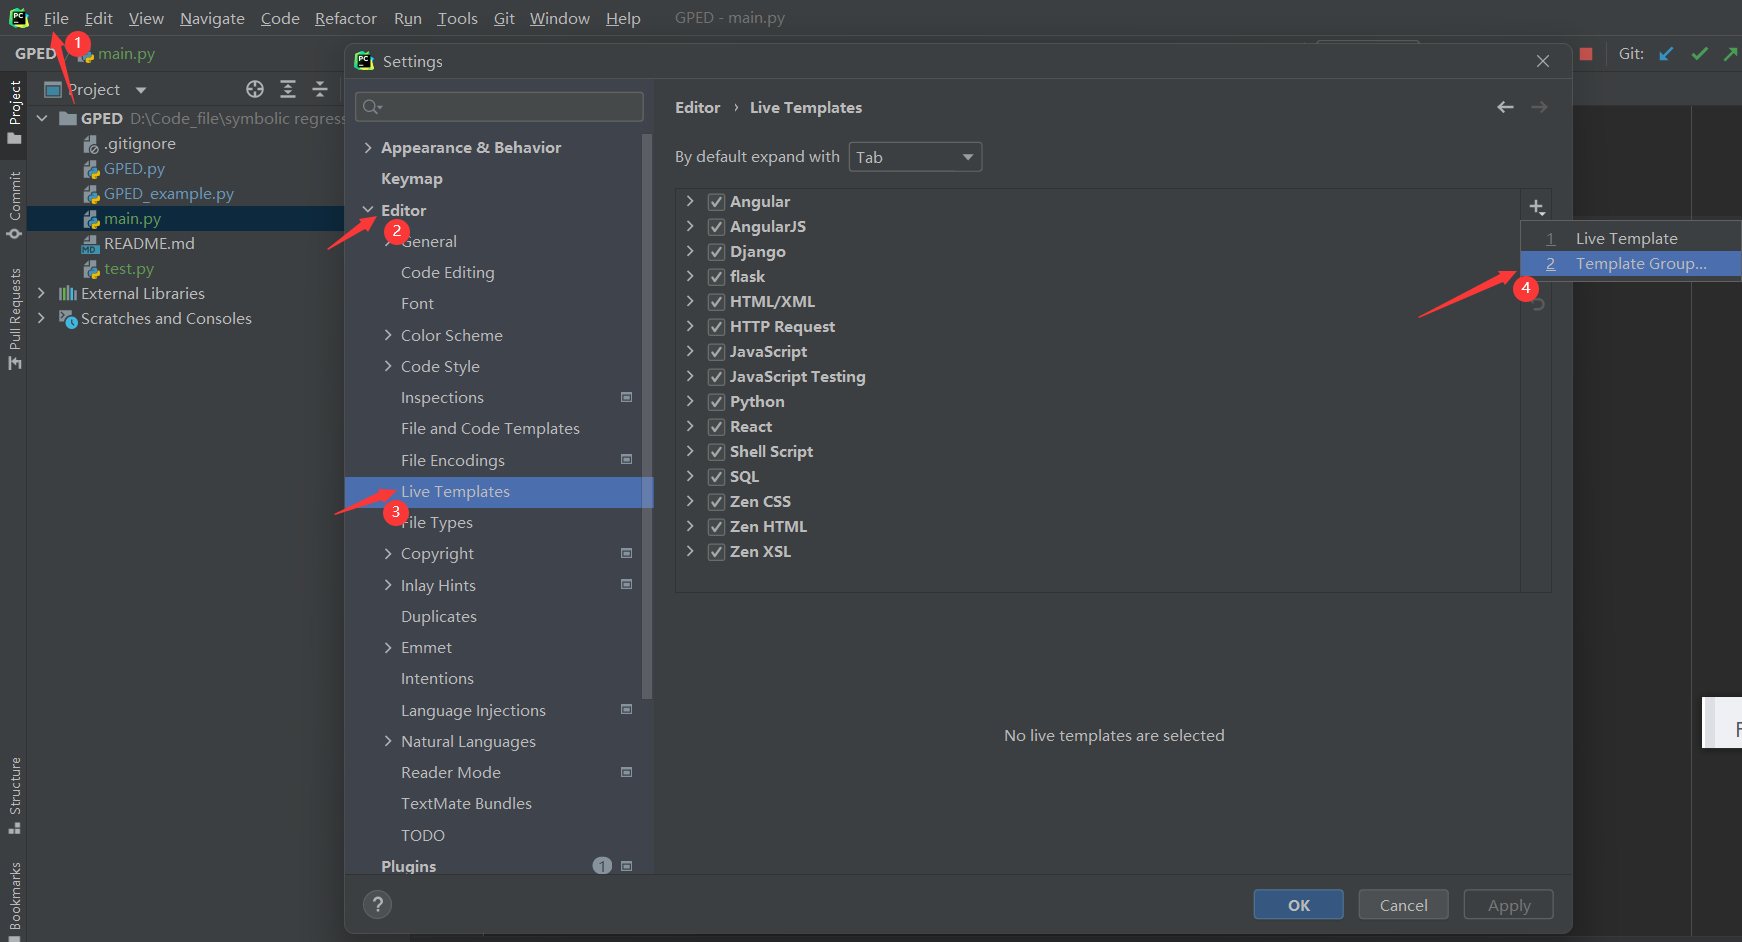 File Edit View Navigate Code Refactor Run Tools Git Window Help GPED - main.py
1
GPED main.py
Git:
Project
GPED D:\Code_file\symbolic regress
.gitignore
GPED.py
GPED_example.py
main.py
README.md
test.py
External Libraries
Scratches and Consoles
Project
Commit
Pull Requests
Structure
Bookmarks
Settings
Appearance & Behavior
Keymap
Editor
2
General
Code Editing
Font
Color Scheme
Code Style
Inspections
File and Code Templates
File Encodings
Live Templates
3
File Types
Copyright
Inlay Hints
Duplicates
Emmet
Intentions
Language Injections
Natural Languages
Reader Mode
TextMate Bundles
TODO
Plugins 1
Editor › Live Templates
By default expand with Tab
Angular
AngularJS
Django
flask
HTML/XML
HTTP Request
JavaScript
JavaScript Testing
Python
React
Shell Script
SQL
Zen CSS
Zen HTML
Zen XSL
1 Live Template
2 Template Group...
4
No live templates are selected
?
OK Cancel Apply